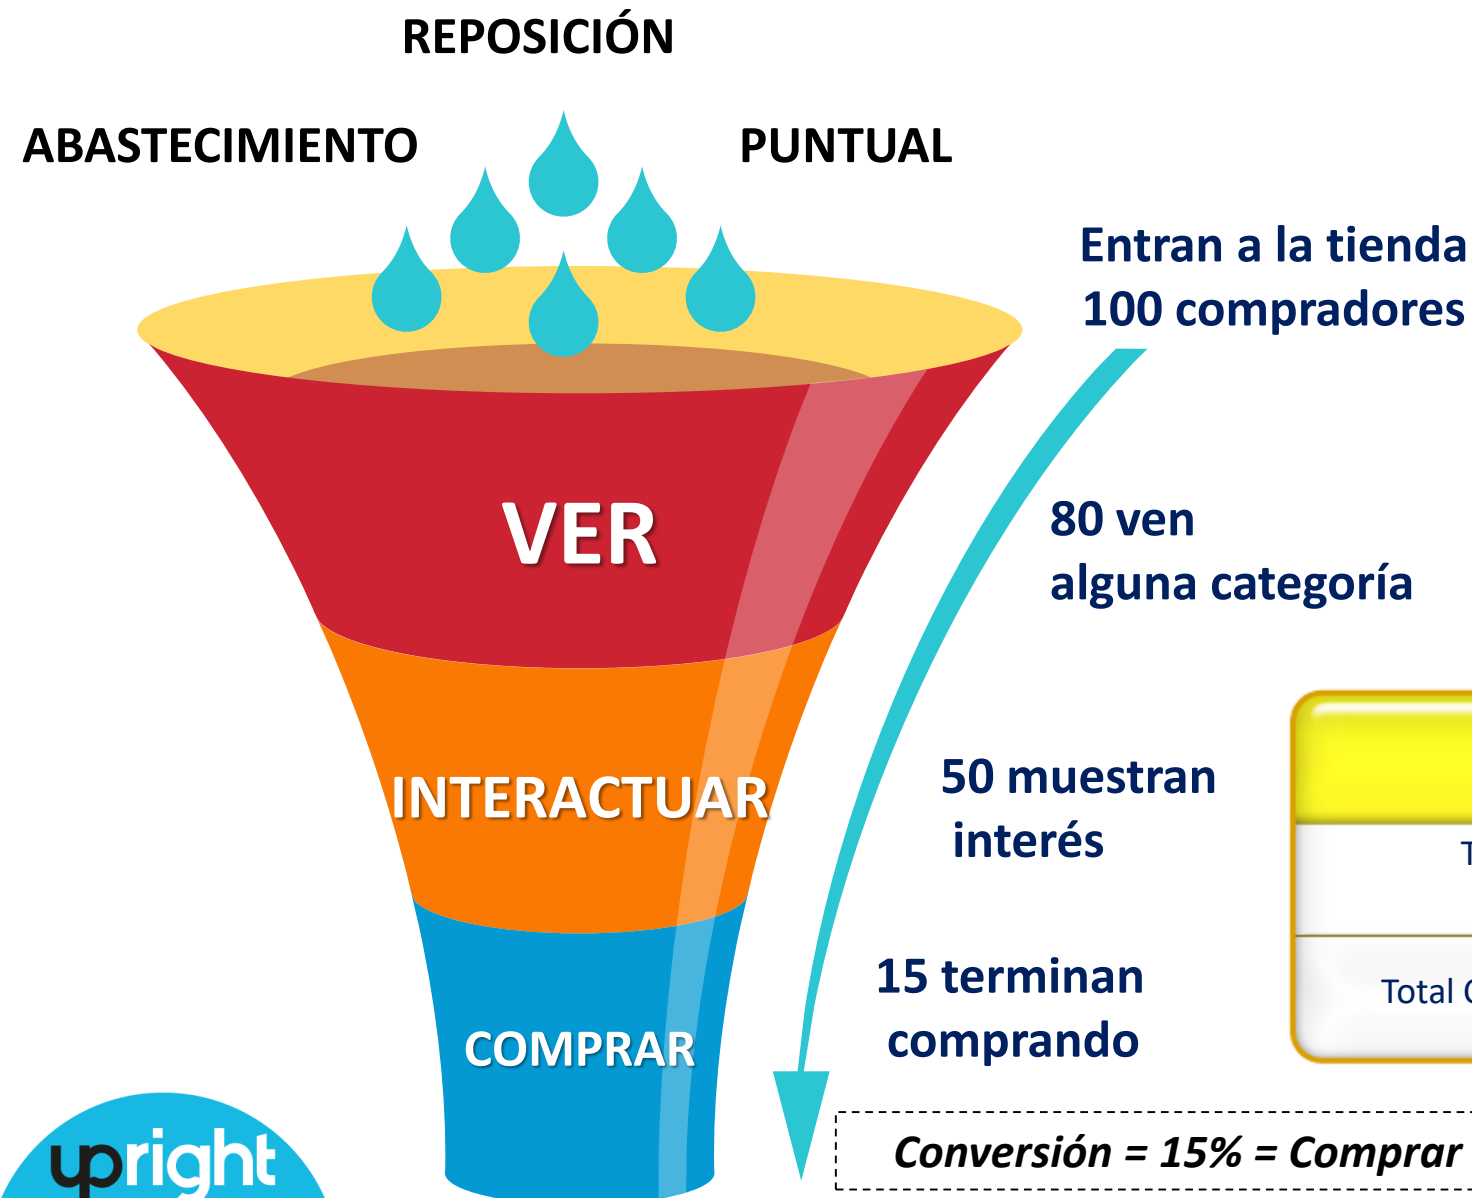 REPOSICIÓN
ABASTECIMIENTO
PUNTUAL
Entran a la tienda
100 compradores
VER
80 ven
alguna categoría
INTERACTUAR
50 muestran
interés
COMPRAR
15 terminan
comprando
Total
Conversión = 15% = Comprar
upright